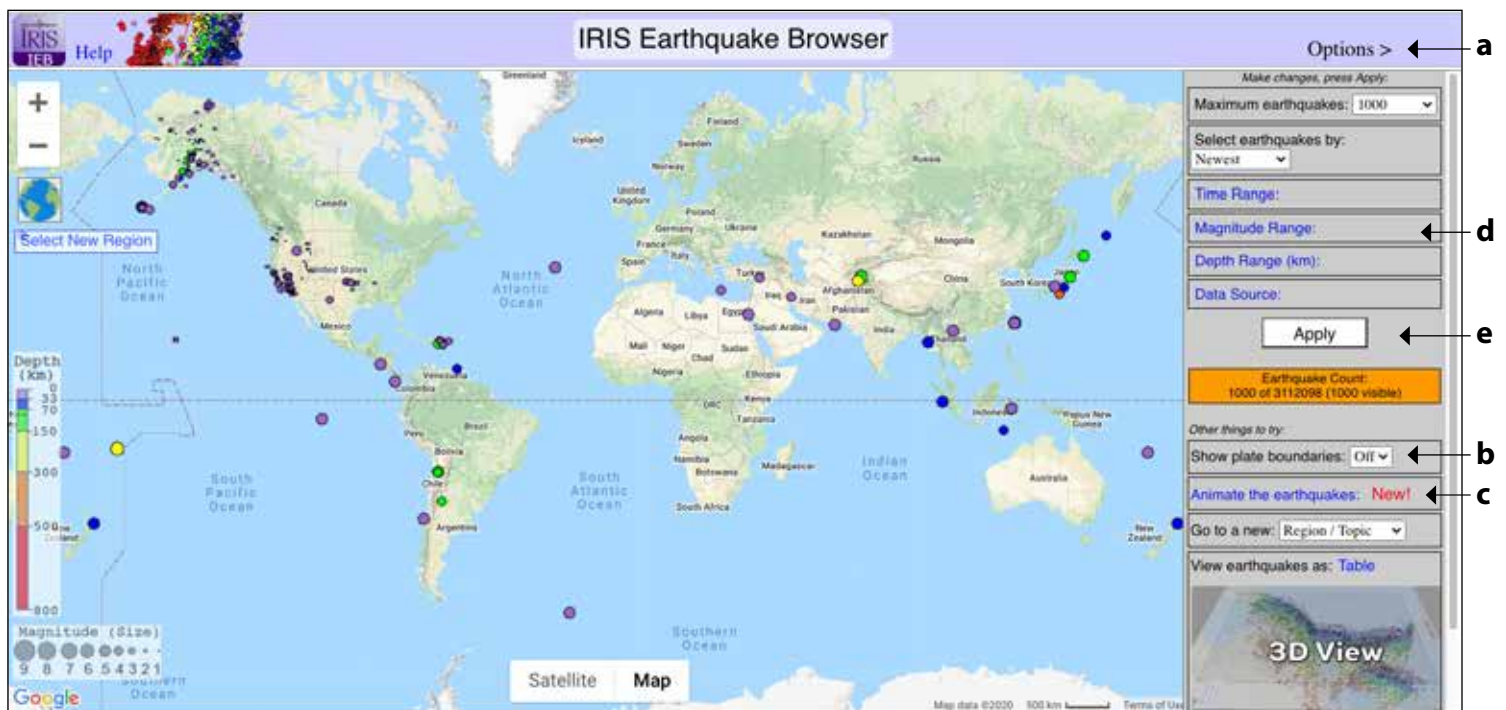 IRIS
IEB
Help
IRIS Earthquake Browser
Options >
a
Make changes, press Apply:
Maximum earthquakes: 1000
Select earthquakes by:
Newest
Time Range:
Magnitude Range:
d
Depth Range (km):
Data Source:
Apply
e
Earthquake Count:
1000 of 3112098 (1000 visible)
Other things to try:
Show plate boundaries: Off
b
Animate the earthquakes: New!
c
Go to a new: Region / Topic
View earthquakes as: Table
3D View
+
−
Select New Region
Greenland
Iceland
Finland
Sweden
Norway
Russia
United
Kingdom
Canada
Poland
Germany
Ukraine
France
Italy
Spain
Kazakhstan
Mongolia
North
Pacific
Ocean
United States
North
Atlantic
Ocean
Turkey
China
South Korea
Japan
Iraq
Iran
Afghanistan
Pakistan
Algeria
Libya
Egypt
Saudi Arabia
India
Mexico
Mali
Niger
Chad
Sudan
Thailand
Nigeria
Ethiopia
Venezuela
Colombia
Kenya
DRC
Tanzania
Indonesia
Papua New
Guinea
Peru
Brazil
Angola
Bolivia
Namibia
Botswana
Madagascar
Indian
Ocean
Australia
South
Pacific
Ocean
Chile
South
Atlantic
Ocean
South Africa
Argentina
New
Zealand
Southern
Ocean
Depth
(km)
0
33
70
150
300
500
800
Magnitude (Size)
9 8 7 6 5 4 3 2 1
Southern
Ocean
Satellite
Map
Google
Map data ©2020
500 km
Terms of Use